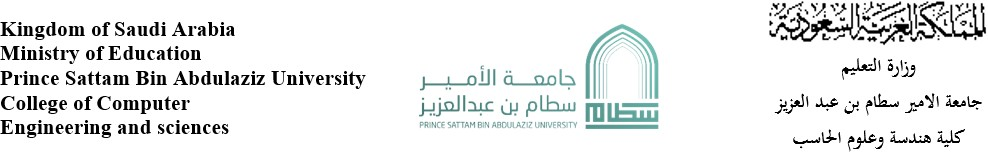 Kingdom of Saudi Arabia
Ministry of Education
Prince Sattam Bin Abdulaziz University
College of Computer
Engineering and sciences
جامعة الأمير
سطام بن عبدالعزيز
PRINCE SATTAM BIN ABDULAZIZ UNIVERSITY
سطام
المملكة العربية السعودية
وزارة التعليم
جامعة الامير سطام بن عبد العزيز
كلية هندسة وعلوم الحاسب